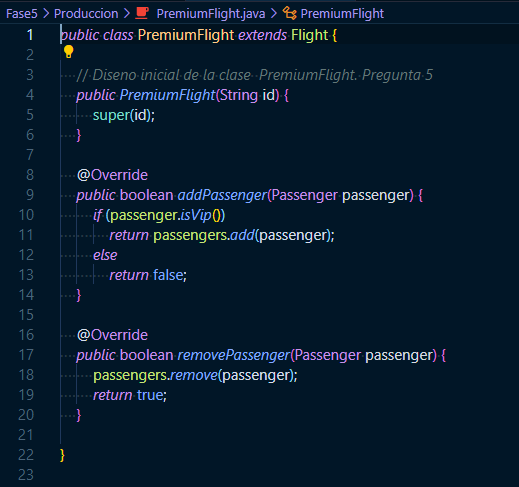 Fase5 > Produccion > PremiumFlight.java > PremiumFlight
1 public class PremiumFlight extends Flight {
2
3 // Diseno inicial de la clase  PremiumFlight. Pregunta 5
4 public PremiumFlight(String id) {
5 super(id);
6 }
7
8 @Override
9 public boolean addPassenger(Passenger passenger) {
10 if (passenger.isVip())
11 return passengers.add(passenger);
12 else
13 return false;
14 }
15
16 @Override
17 public boolean removePassenger(Passenger passenger) {
18 passengers.remove(passenger);
19 return true;
20 }
21
22 }
23